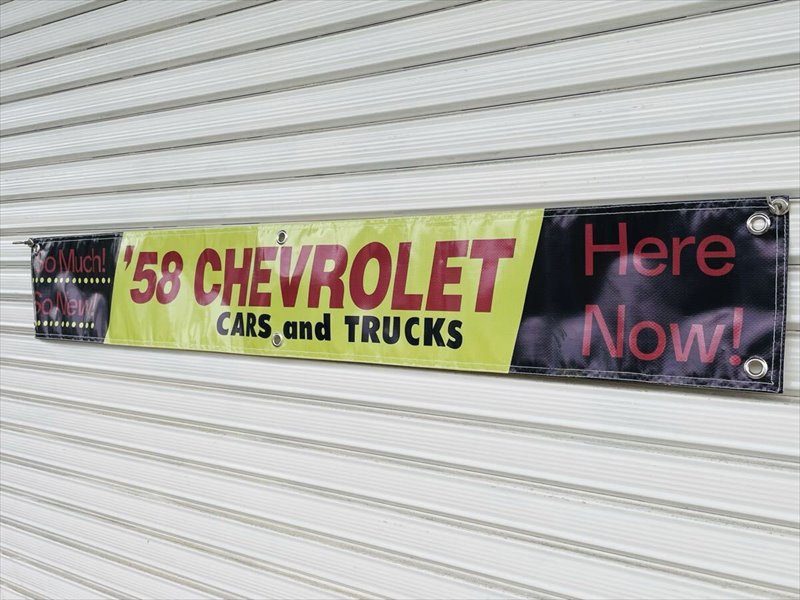 So Much!
So New!
'58 CHEVROLET
CARS and TRUCKS
Here
Now!